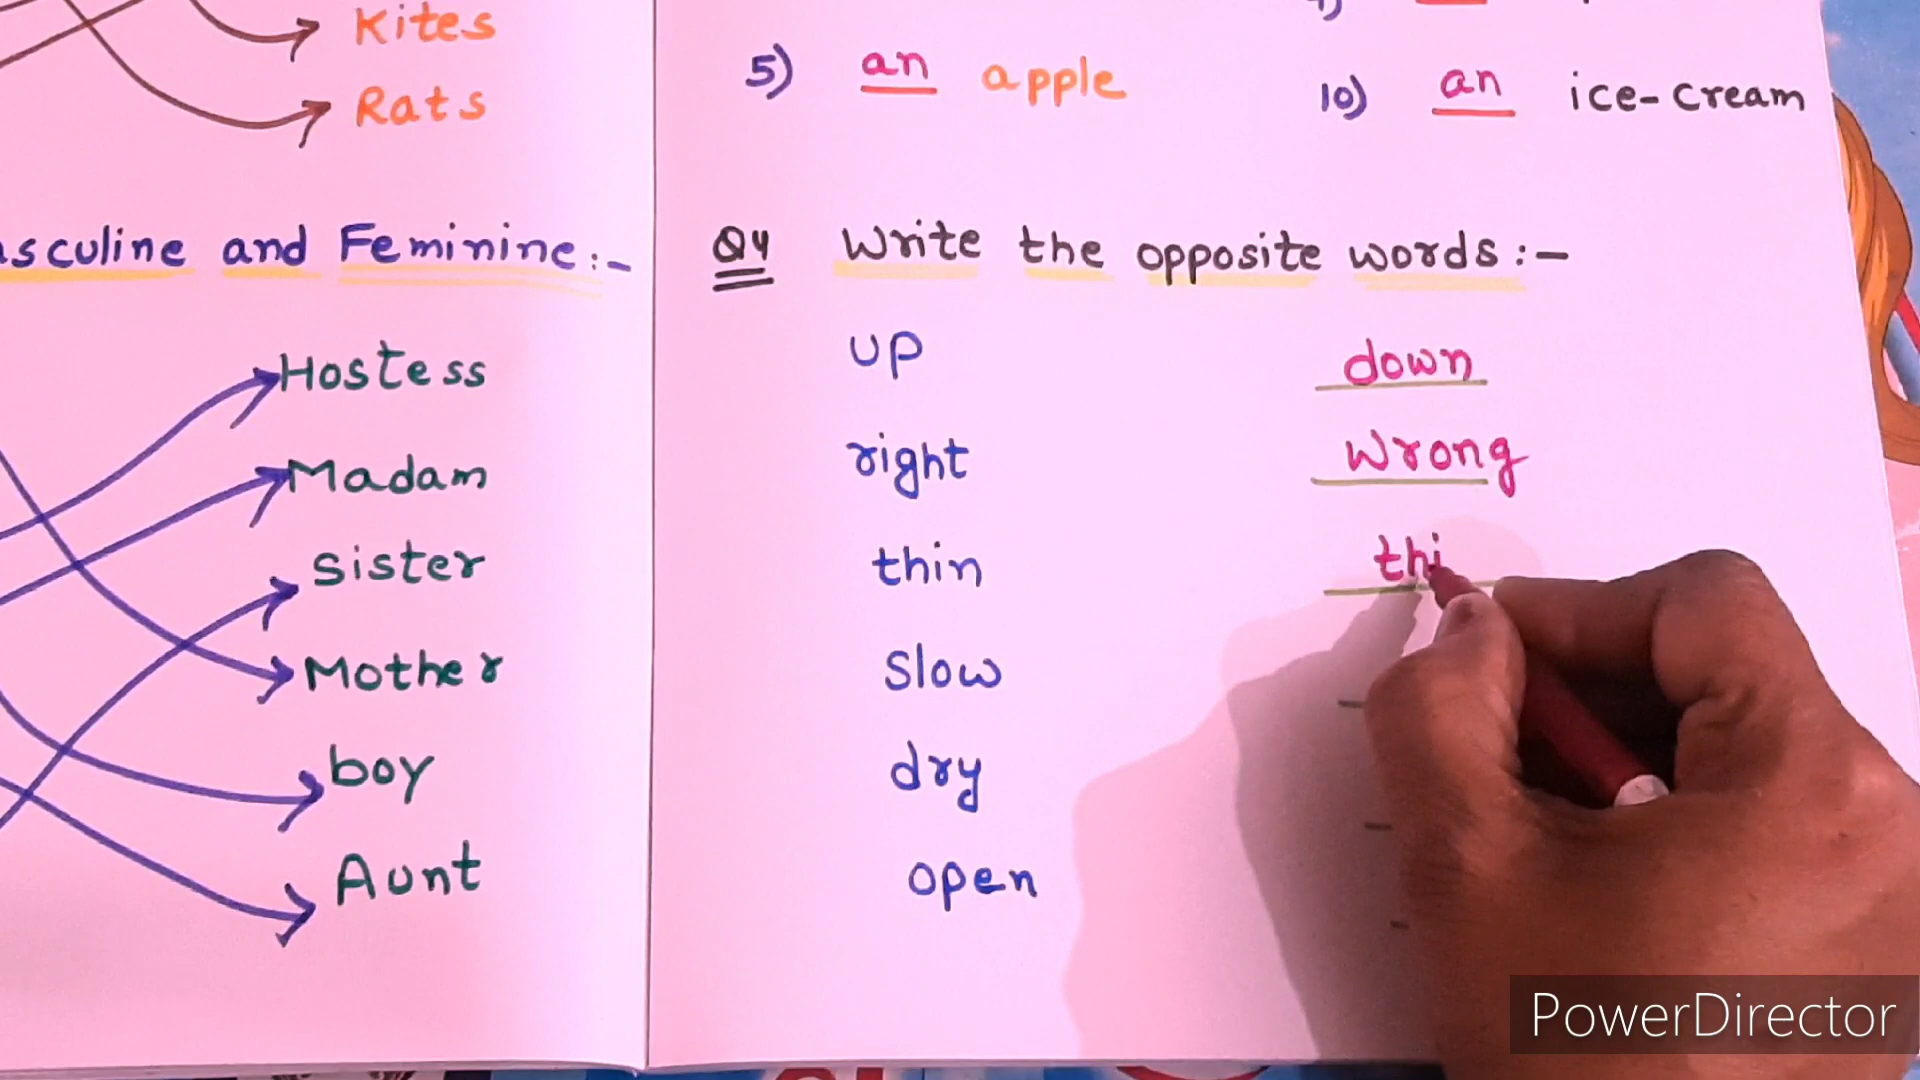 Kites
Rats
asculine and Feminine:-
Hostess
Madam
Sister
Mother
boy
Aunt
5) an apple
10) an ice-cream
Q4 Write the opposite words:-
up down
right wrong
thin thi
slow
dry
open
PowerDirector